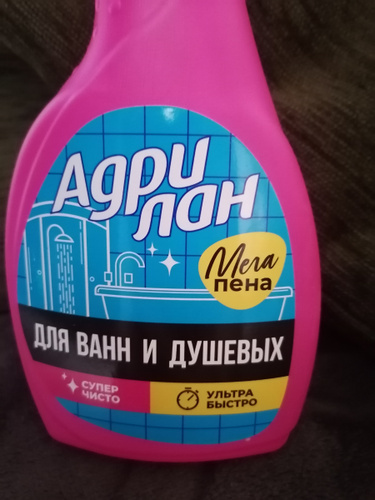 Адри
лан
Мега
пена
ДЛЯ ВАНН И ДУШЕВЫХ
СУПЕР
ЧИСТО
УЛЬТРА
БЫСТРО